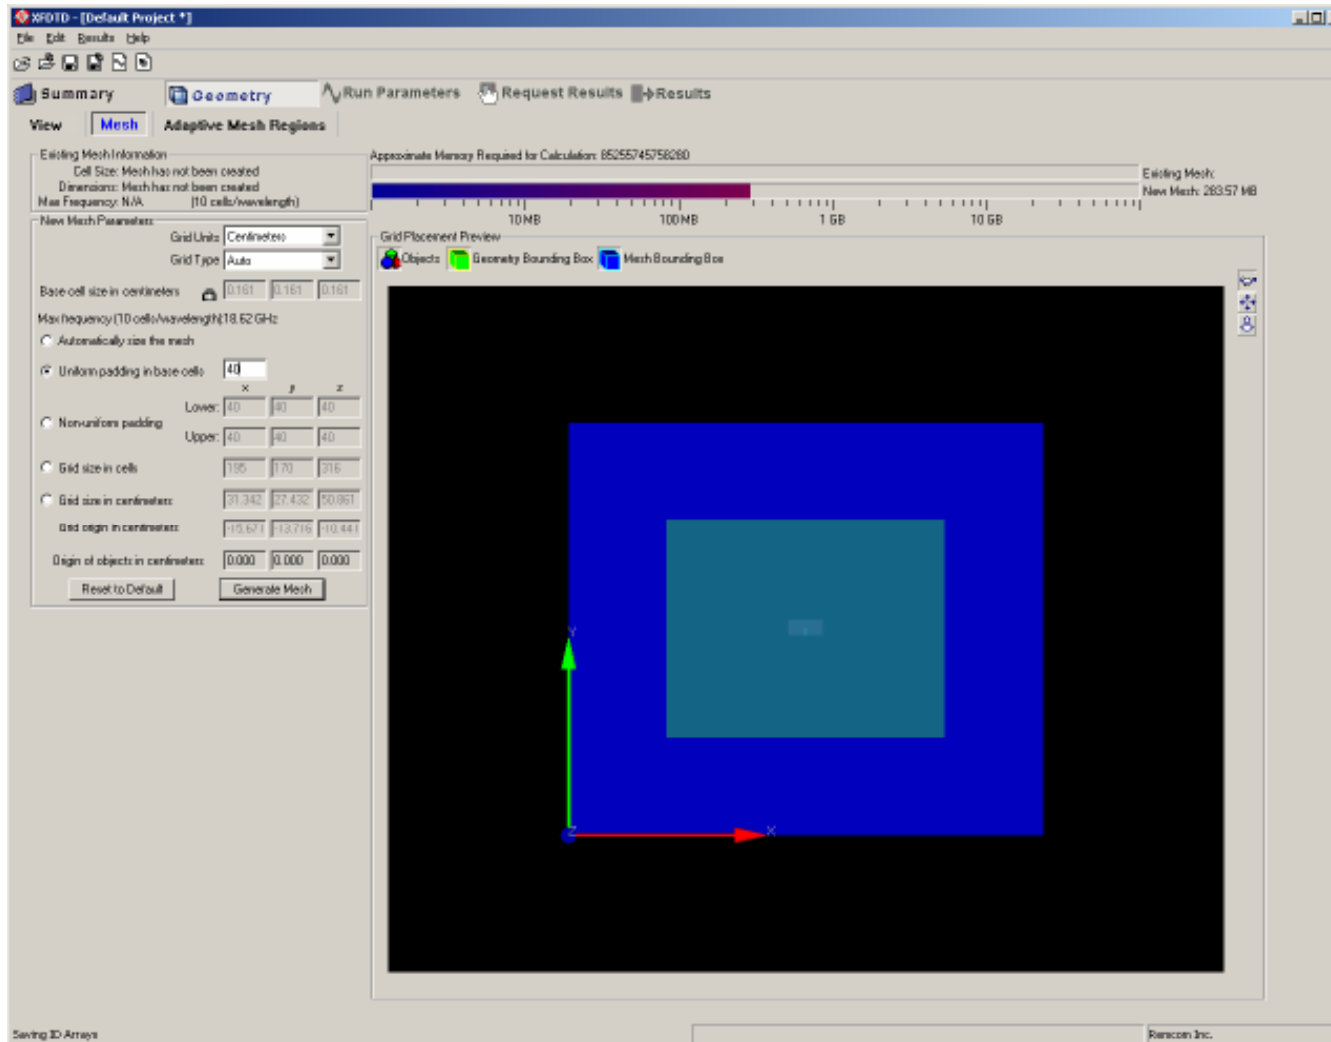 XFDTD - [Default Project *]
File Edit Results Help
Summary Geometry Run Parameters Request Results Results
View Mesh Adaptive Mesh Regions
Existing Mesh Information
Cell Size: Mesh has not been created
Dimensions: Mesh has not been created
Max Frequency: N/A (10 cells/wavelength)
Approximate Memory Required for Calculation: 85255745758280
Existing Mesh:
New Mesh: 283.57 MB
10 MB 100 MB 1 GB 10 GB
New Mesh Parameters
Grid Units Centimeters
Grid Type Auto
Base cell size in centimeters 0.161 0.161 0.161
Max frequency (10 cells/wavelength) 18.62 GHz
Automatically size the mesh
Uniform padding in base cells 40
x y z
Lower: 40 40 40
Non-uniform padding
Upper: 40 40 40
Grid size in cells 195 170 316
Grid size in centimeters 31.342 27.432 50.861
Grid origin in centimeters -15.671 -13.716 -10.441
Origin of objects in centimeters 0.000 0.000 0.000
Reset to Default Generate Mesh
Grid Placement Preview
Objects Geometry Bounding Box Mesh Bounding Box
Y
Z X
Saving ID Arrays
Remcom Inc.